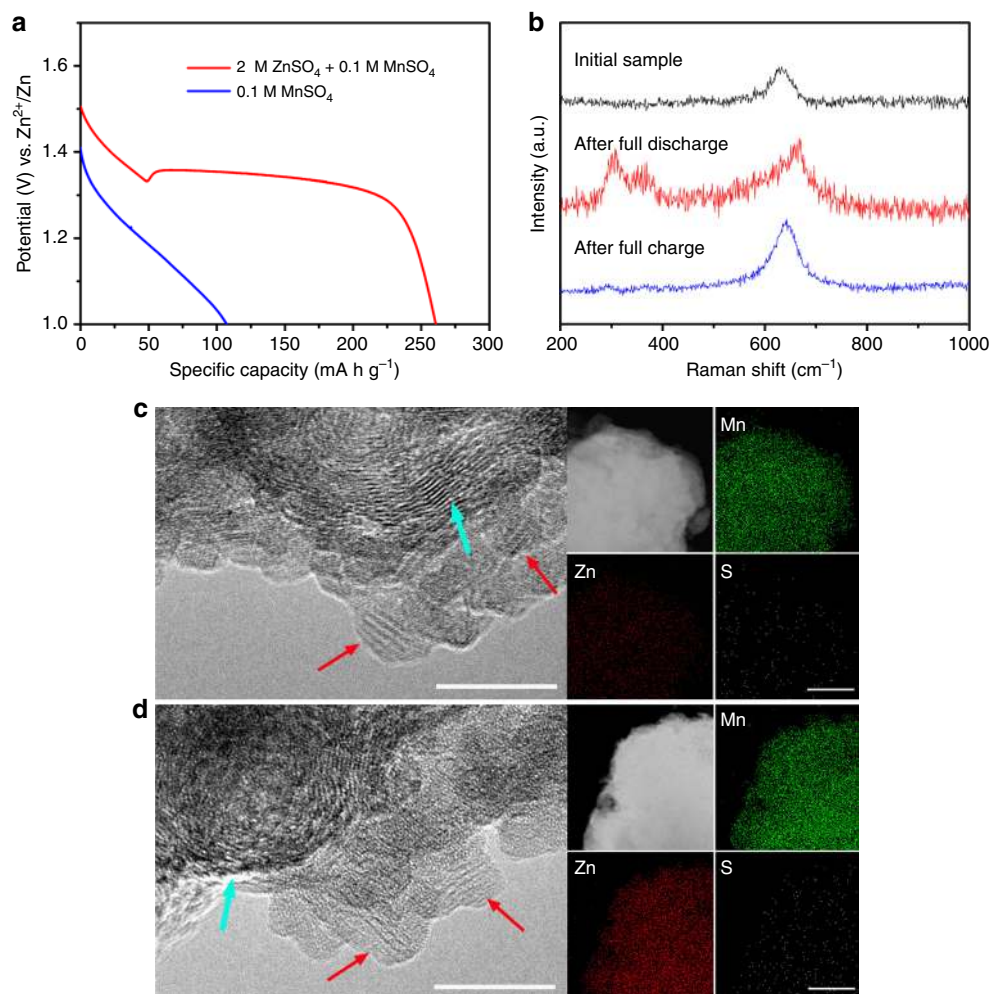 a
1.6
1.4
1.2
1.0
0
50
100
150
200
250
300
Potential (V) vs. Zn²⁺/Zn
Specific capacity (mA h g⁻¹)
2 M ZnSO₄ + 0.1 M MnSO₄
0.1 M MnSO₄
b
Initial sample
After full discharge
After full charge
Intensity (a.u.)
200
400
600
800
1000
Raman shift (cm⁻¹)
c
Mn
Zn
S
d
Mn
Zn
S